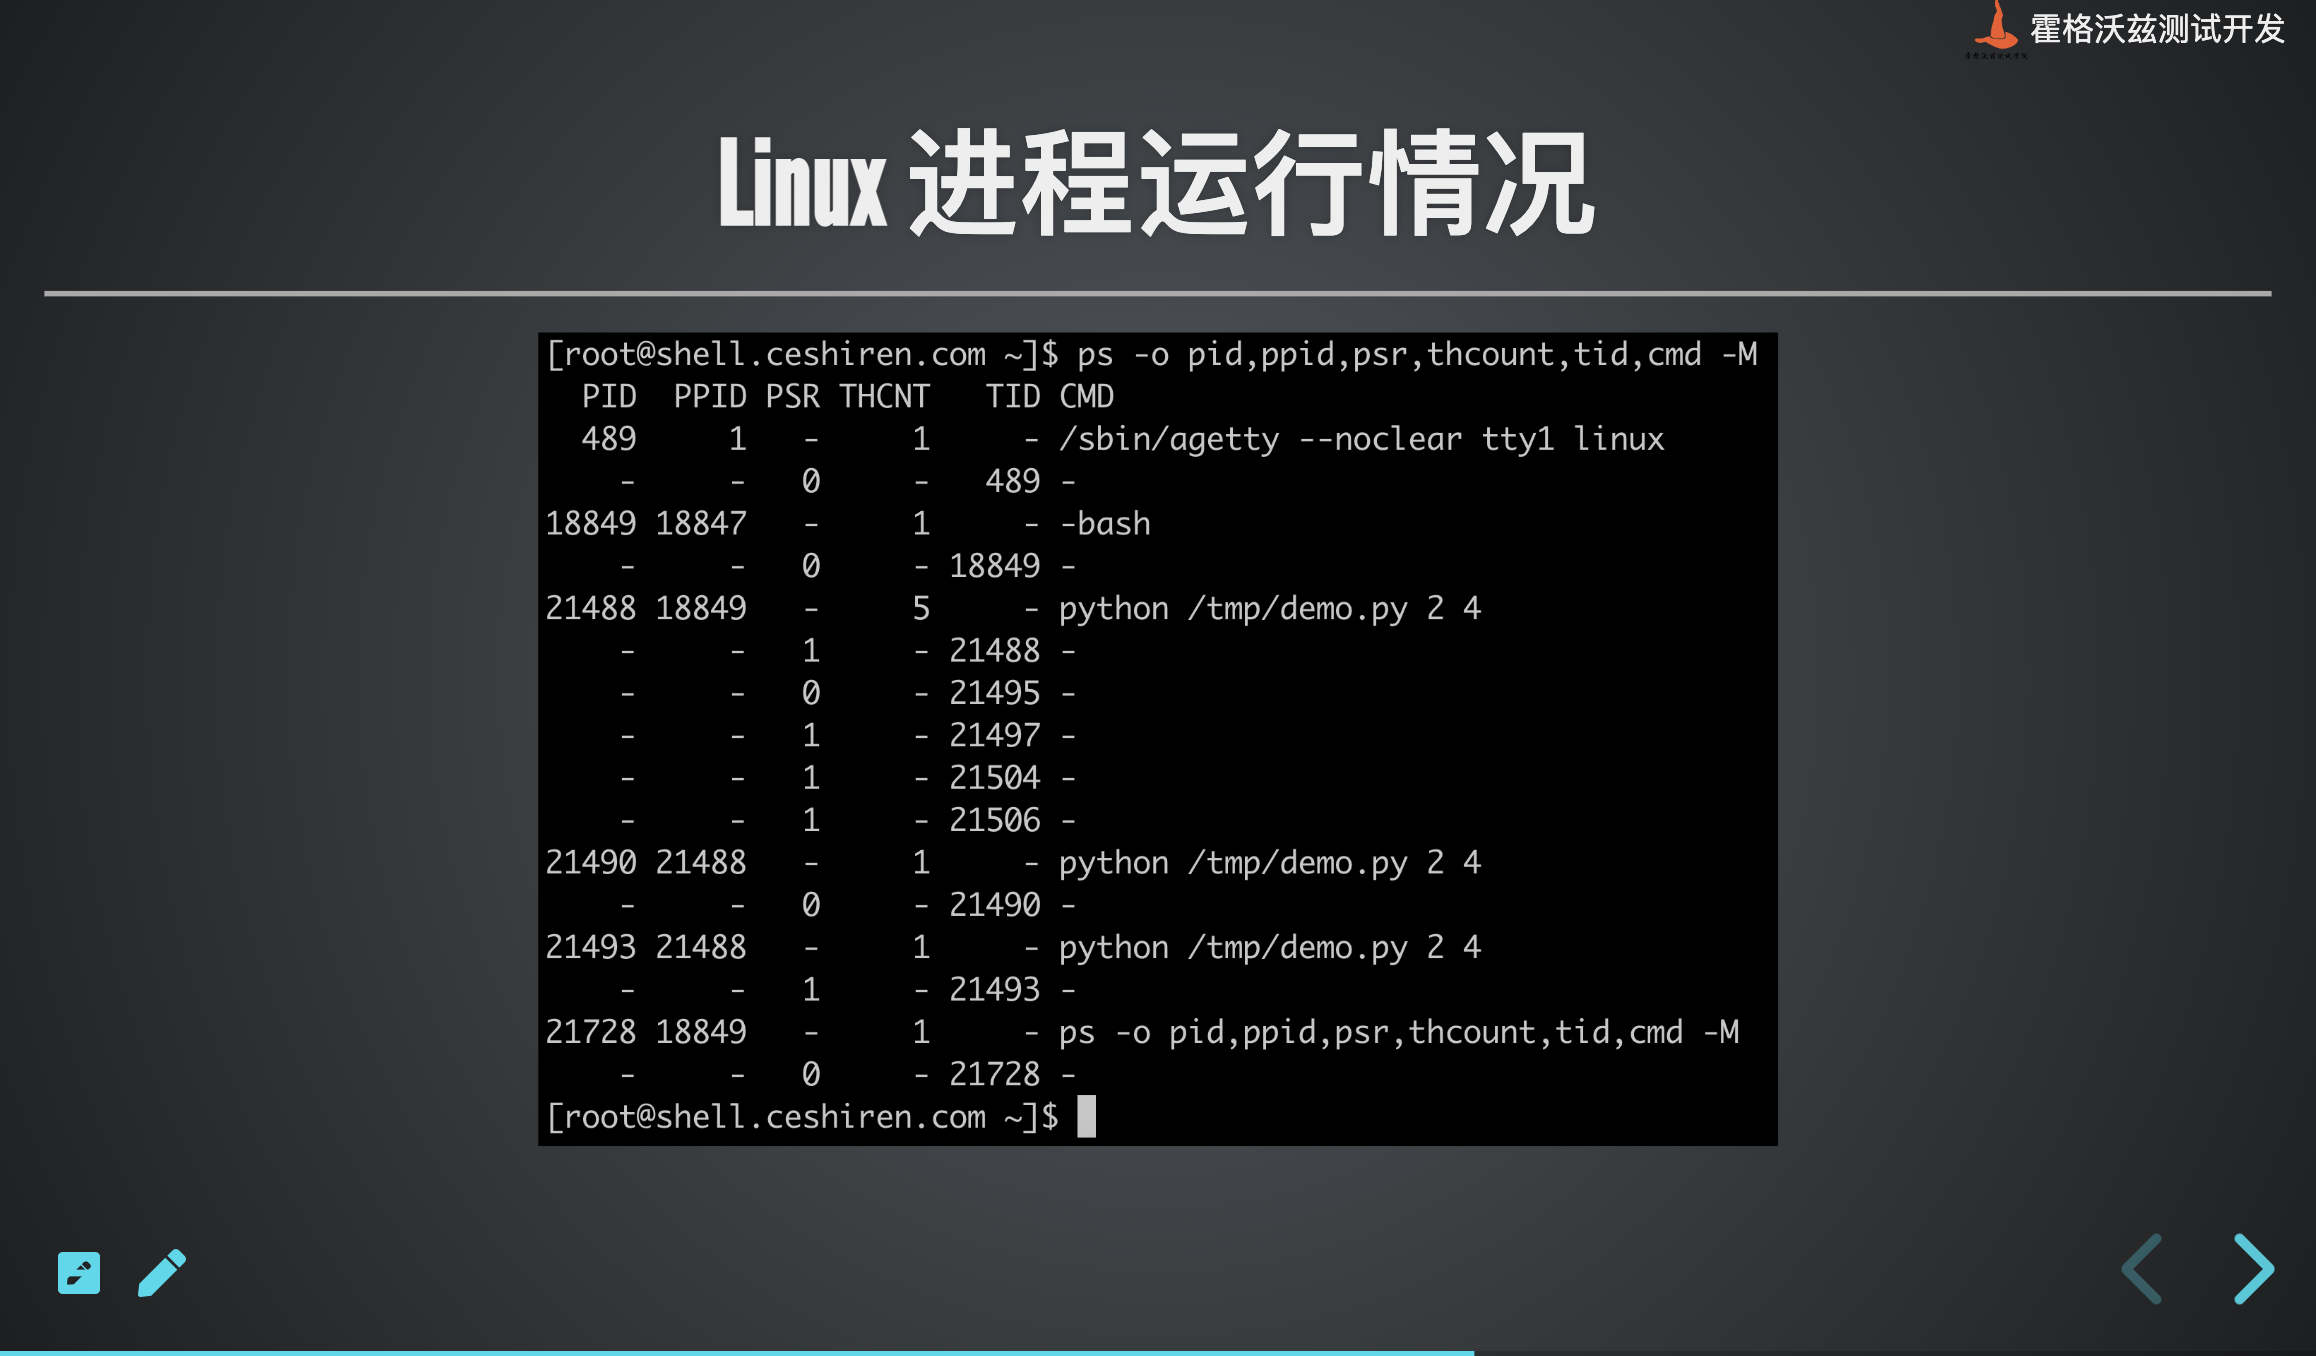 霍格沃兹测试开发
Linux 进程运行情况
[root@shell.ceshiren.com ~]$ ps -o pid,ppid,psr,thcount,tid,cmd -M
  PID  PPID PSR THCNT   TID CMD
  489     1   -     1     - /sbin/agetty --noclear tty1 linux
    -     -   0     -   489 -
18849 18847   -     1     - -bash
    -     -   0     - 18849 -
21488 18849   -     5     - python /tmp/demo.py 2 4
    -     -   1     - 21488 -
    -     -   0     - 21495 -
    -     -   1     - 21497 -
    -     -   1     - 21504 -
    -     -   1     - 21506 -
21490 21488   -     1     - python /tmp/demo.py 2 4
    -     -   0     - 21490 -
21493 21488   -     1     - python /tmp/demo.py 2 4
    -     -   1     - 21493 -
21728 18849   -     1     - ps -o pid,ppid,psr,thcount,tid,cmd -M
    -     -   0     - 21728 -
[root@shell.ceshiren.com ~]$